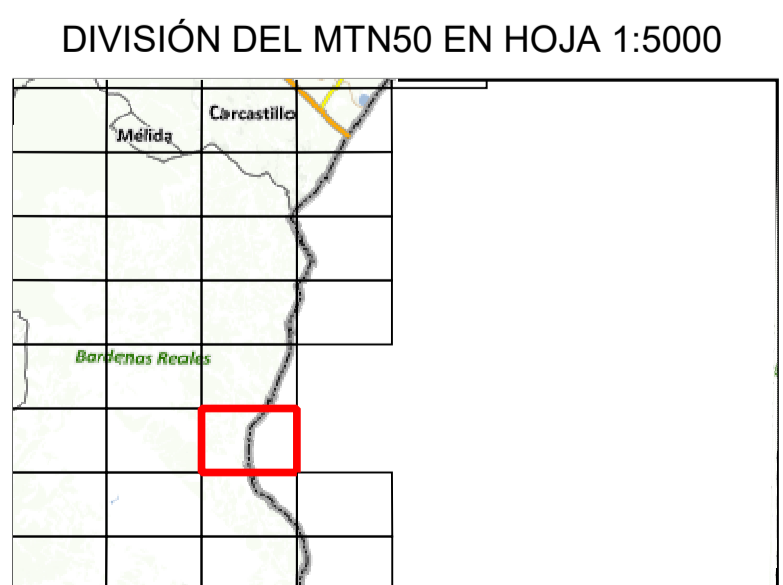 DIVISIÓN DEL MTN50 EN HOJA 1:5000
Carcastillo
Mélida
Bardenas Reales